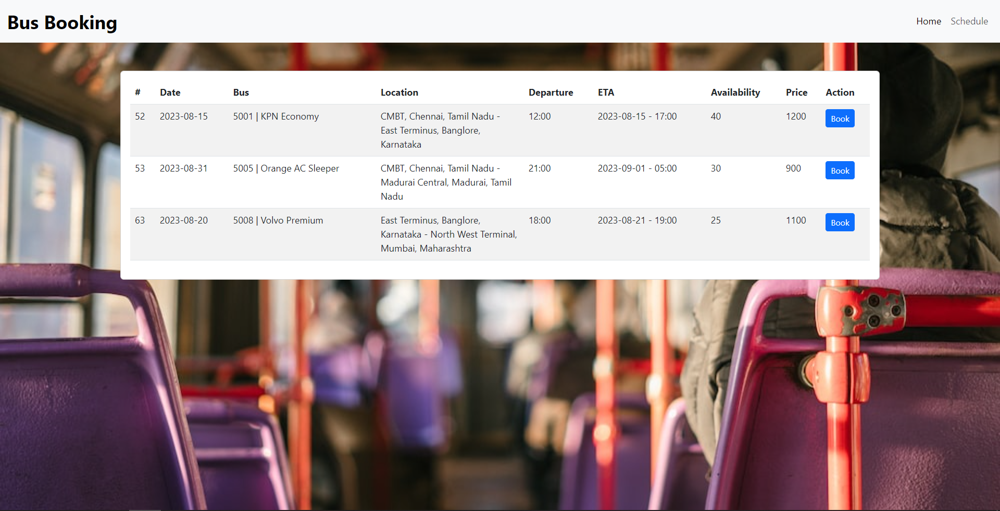 Bus Booking
Home Schedule
# Date Bus Location Departure ETA Availability Price Action
52 2023-08-15 5001 | KPN Economy CMBT, Chennai, Tamil Nadu - 12:00 2023-08-15 - 17:00 40 1200 Book
East Terminus, Banglore,
Karnataka
53 2023-08-31 5005 | Orange AC Sleeper CMBT, Chennai, Tamil Nadu - 21:00 2023-09-01 - 05:00 30 900 Book
Madurai Central, Madurai, Tamil
Nadu
63 2023-08-20 5008 | Volvo Premium East Terminus, Banglore, 18:00 2023-08-21 - 19:00 25 1100 Book
Karnataka - North West Terminal,
Mumbai, Maharashtra